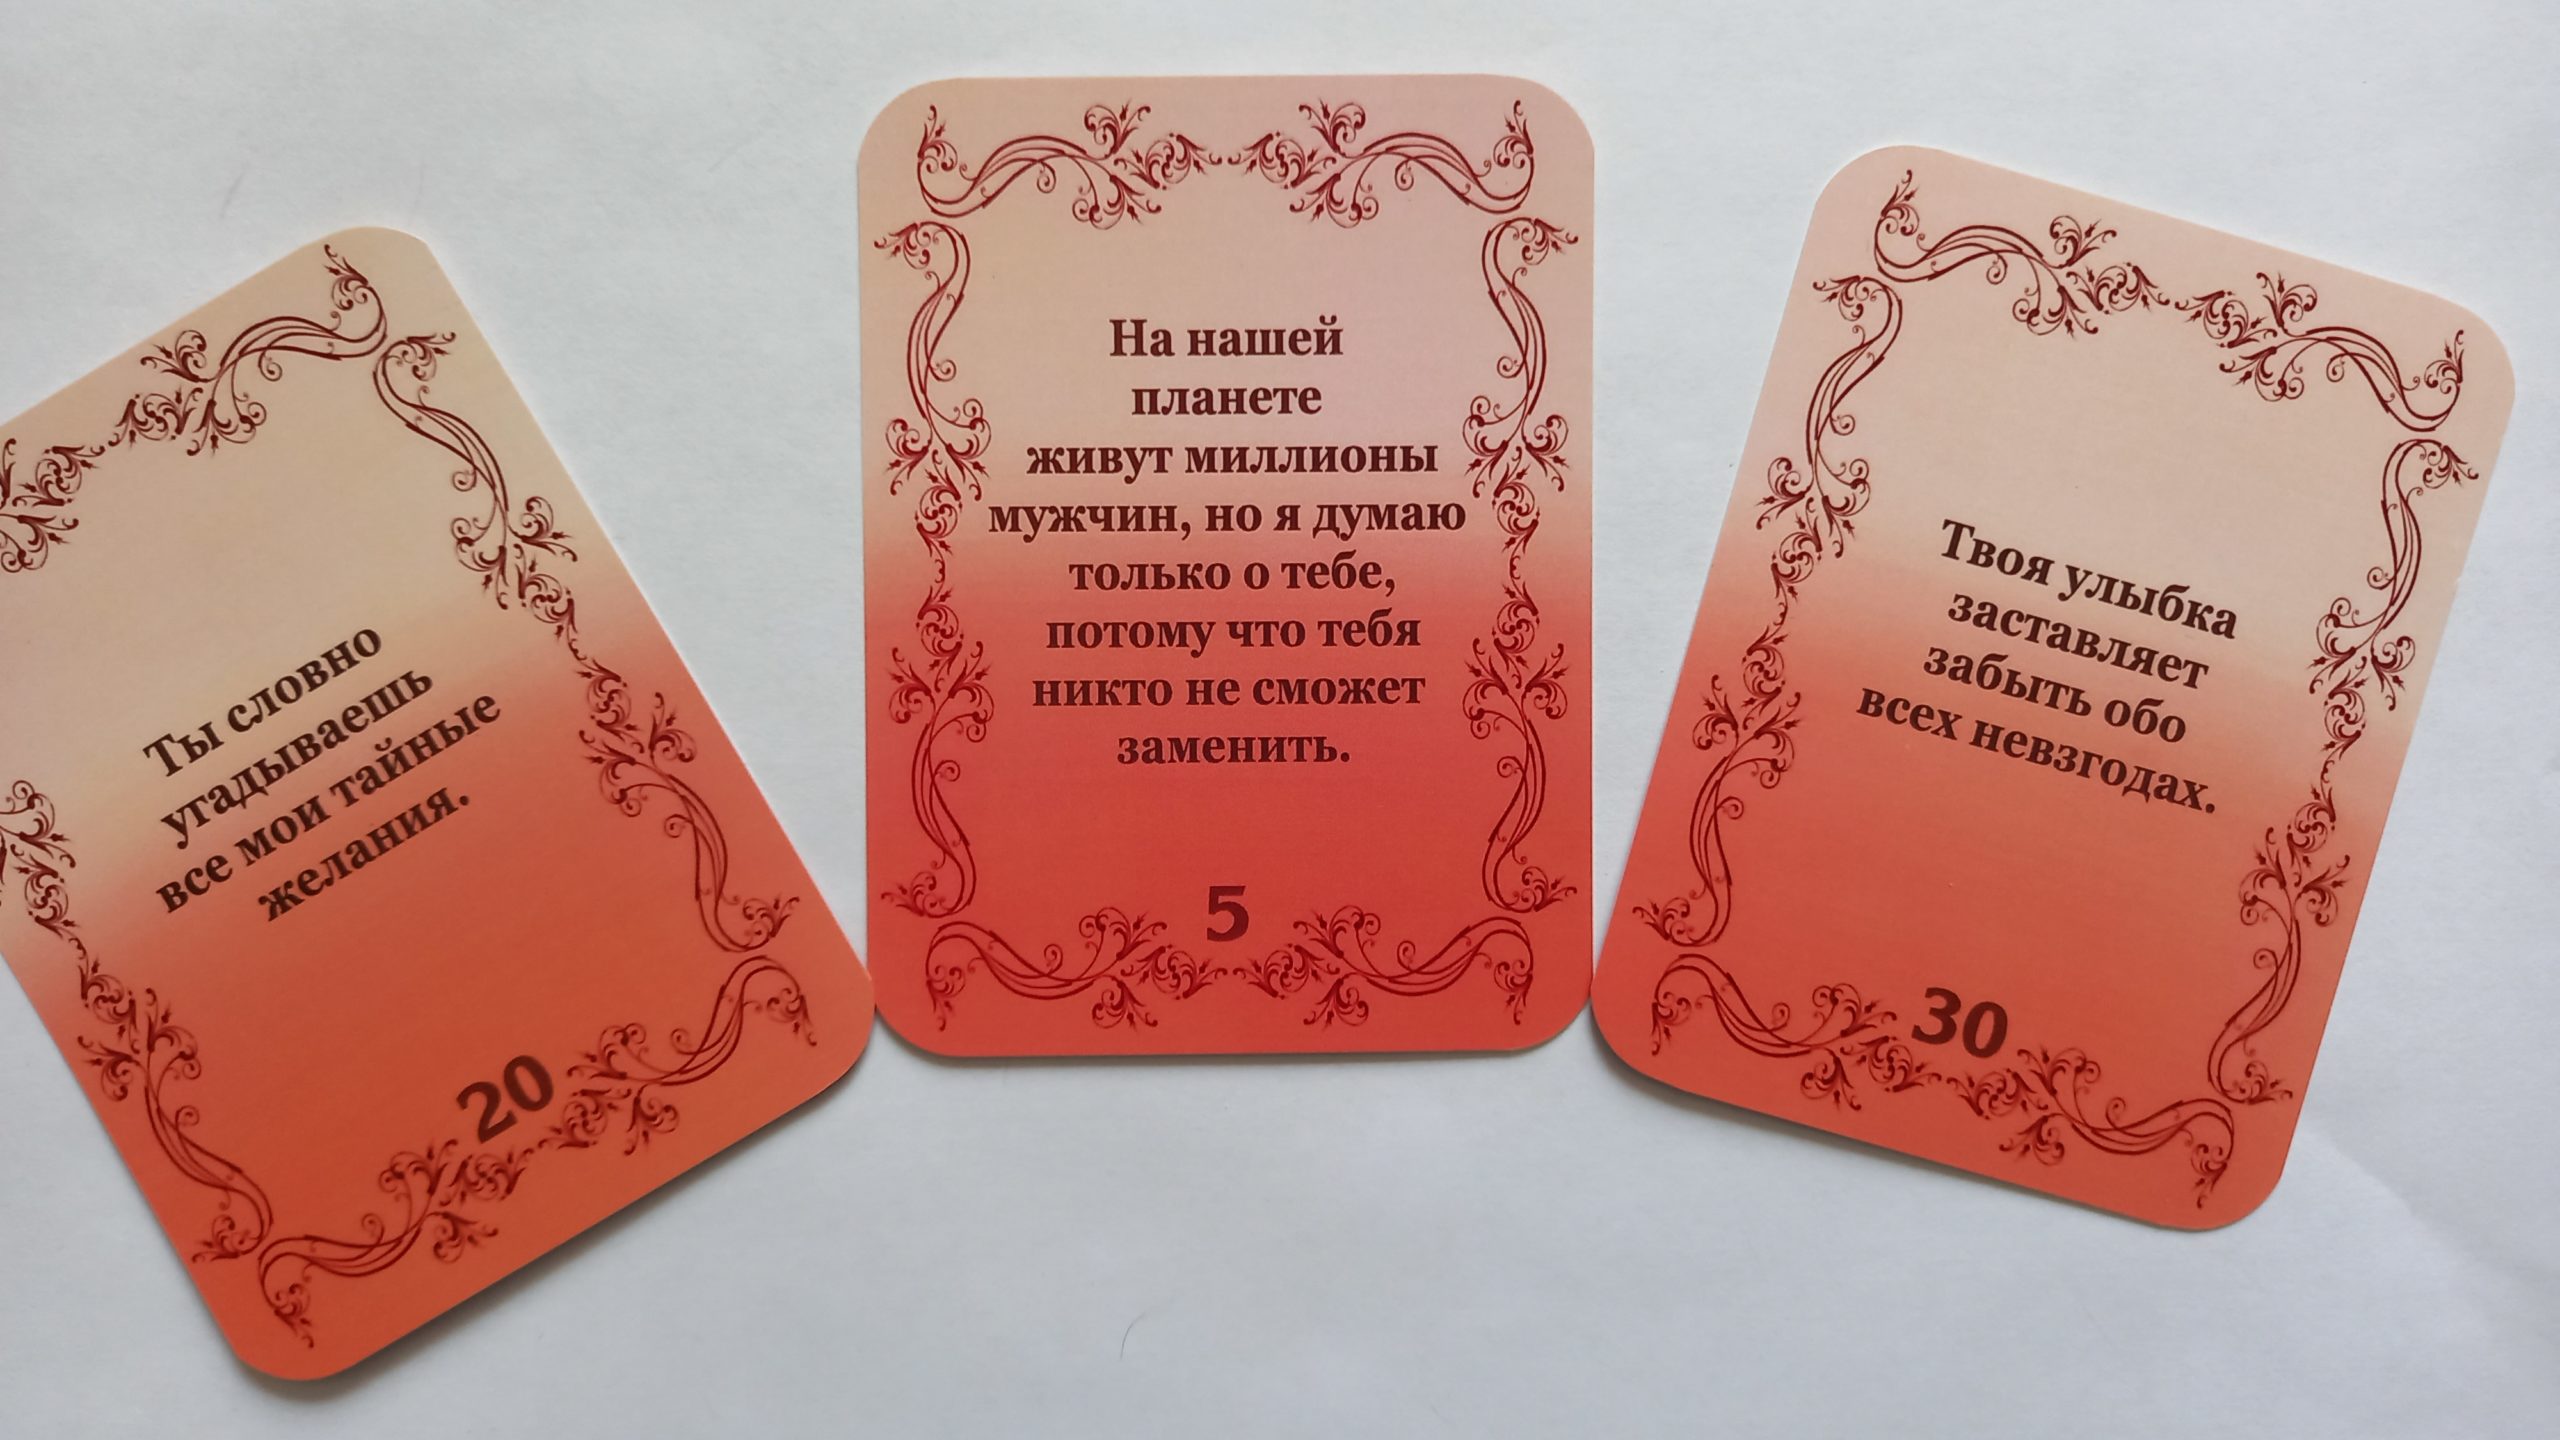 Ты словно
угадываешь
все мои тайные
желания.
20
На нашей
планете
живут миллионы
мужчин, но я думаю
только о тебе,
потому что тебя
никто не сможет
заменить.
5
Твоя улыбка
заставляет
забыть обо
всех невзгодах.
30